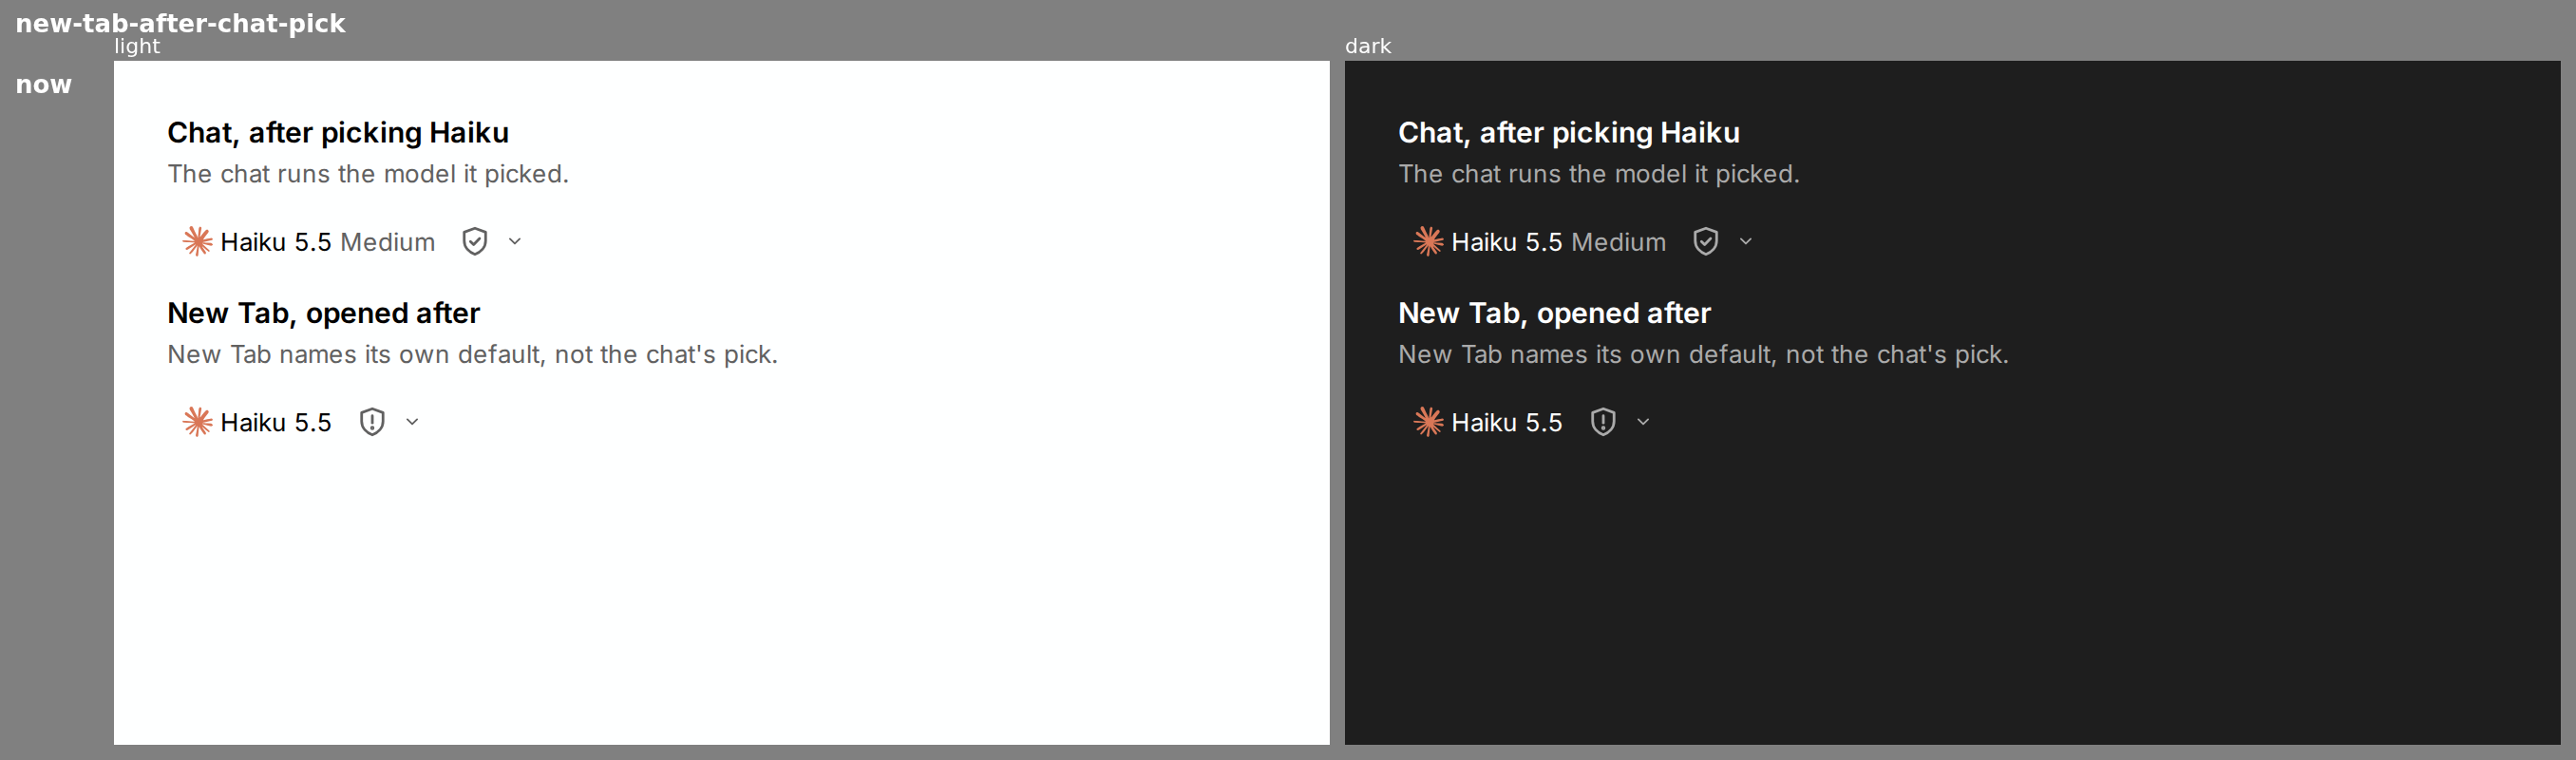 new-tab-after-chat-pick
light
dark
now
Chat, after picking Haiku
The chat runs the model it picked.
Haiku 5.5 Medium
New Tab, opened after
New Tab names its own default, not the chat's pick.
Haiku 5.5
Chat, after picking Haiku
The chat runs the model it picked.
Haiku 5.5 Medium
New Tab, opened after
New Tab names its own default, not the chat's pick.
Haiku 5.5